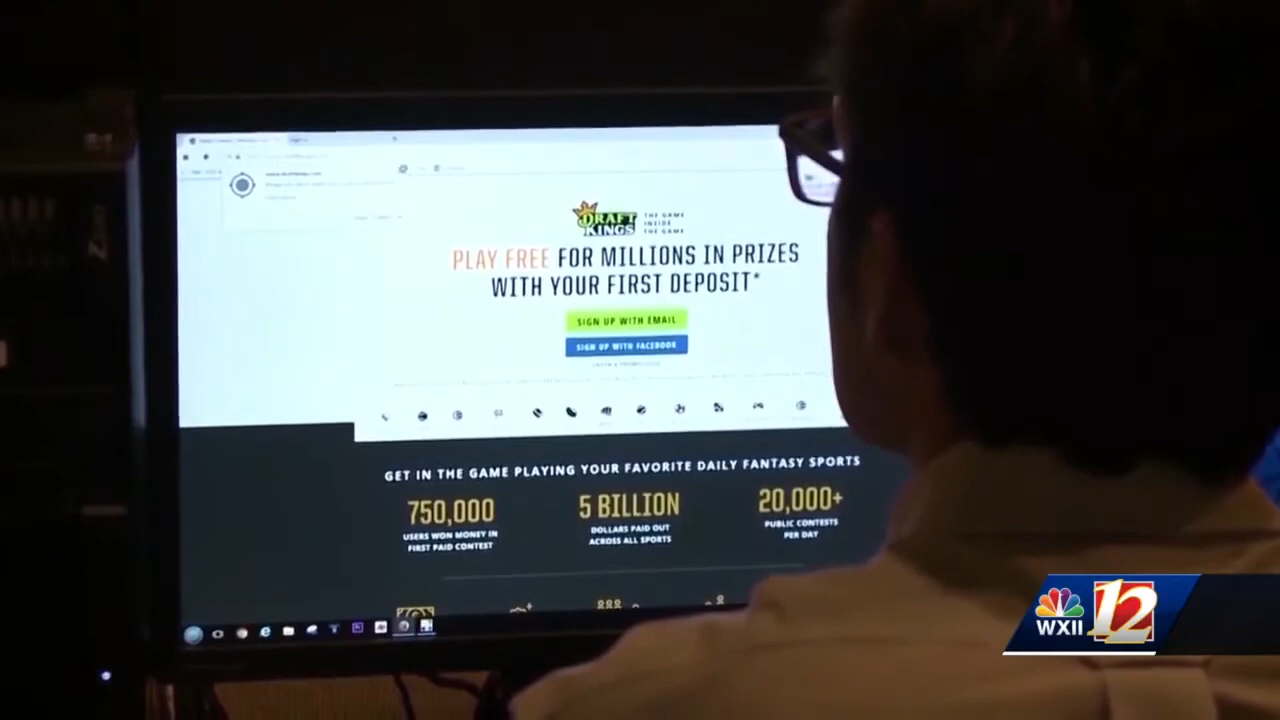 www.draftkings.com
DRAFT
KINGS
THE GAME
INSIDE
THE GAME
PLAY FREE FOR MILLIONS IN PRIZES
WITH YOUR FIRST DEPOSIT*
SIGN UP WITH EMAIL
SIGN UP WITH FACEBOOK
GET IN THE GAME PLAYING YOUR FAVORITE DAILY FANTASY SPORTS
750,000
USERS WON MONEY IN
FIRST PAID CONTEST
5 BILLION
DOLLARS PAID OUT
ACROSS ALL SPORTS
20,000+
PUBLIC CONTESTS
PER DAY
WXII 12